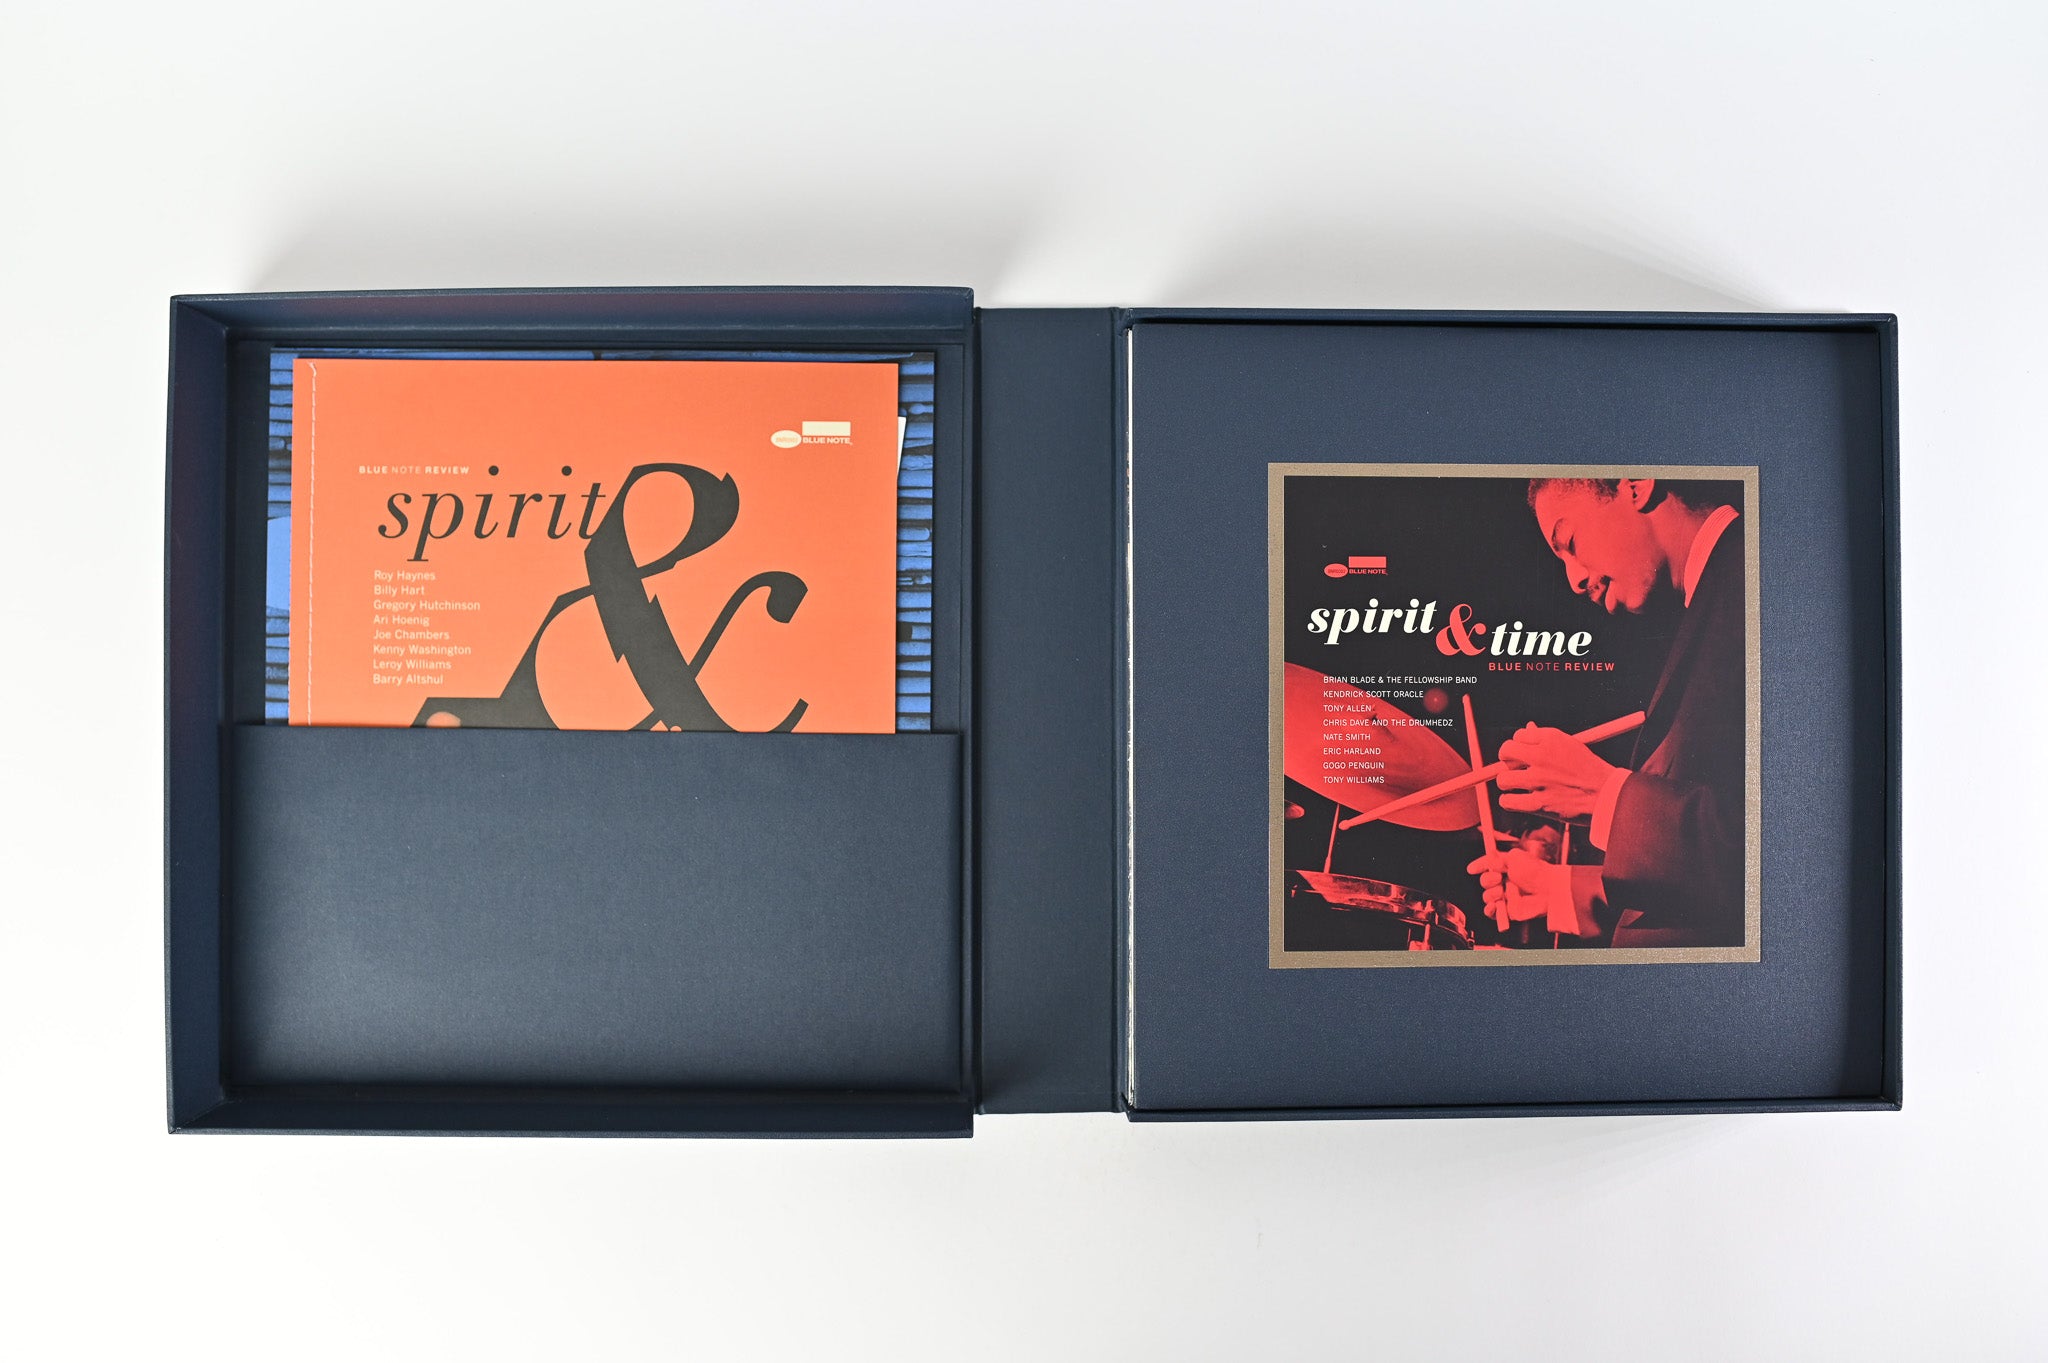 BLUE NOTE
BLUE NOTE REVIEW
spirit &
Roy Haynes
Billy Hart
Gregory Hutchinson
Ari Hoenig
Joe Chambers
Kenny Washington
Leroy Williams
Barry Altshul
BLUE NOTE
spirit & time
BLUE NOTE REVIEW
BRIAN BLADE & THE FELLOWSHIP BAND
KENDRICK SCOTT ORACLE
TONY ALLEN
CHRIS DAVE AND THE DRUMHEDZ
NATE SMITH
ERIC HARLAND
GOGO PENGUIN
TONY WILLIAMS